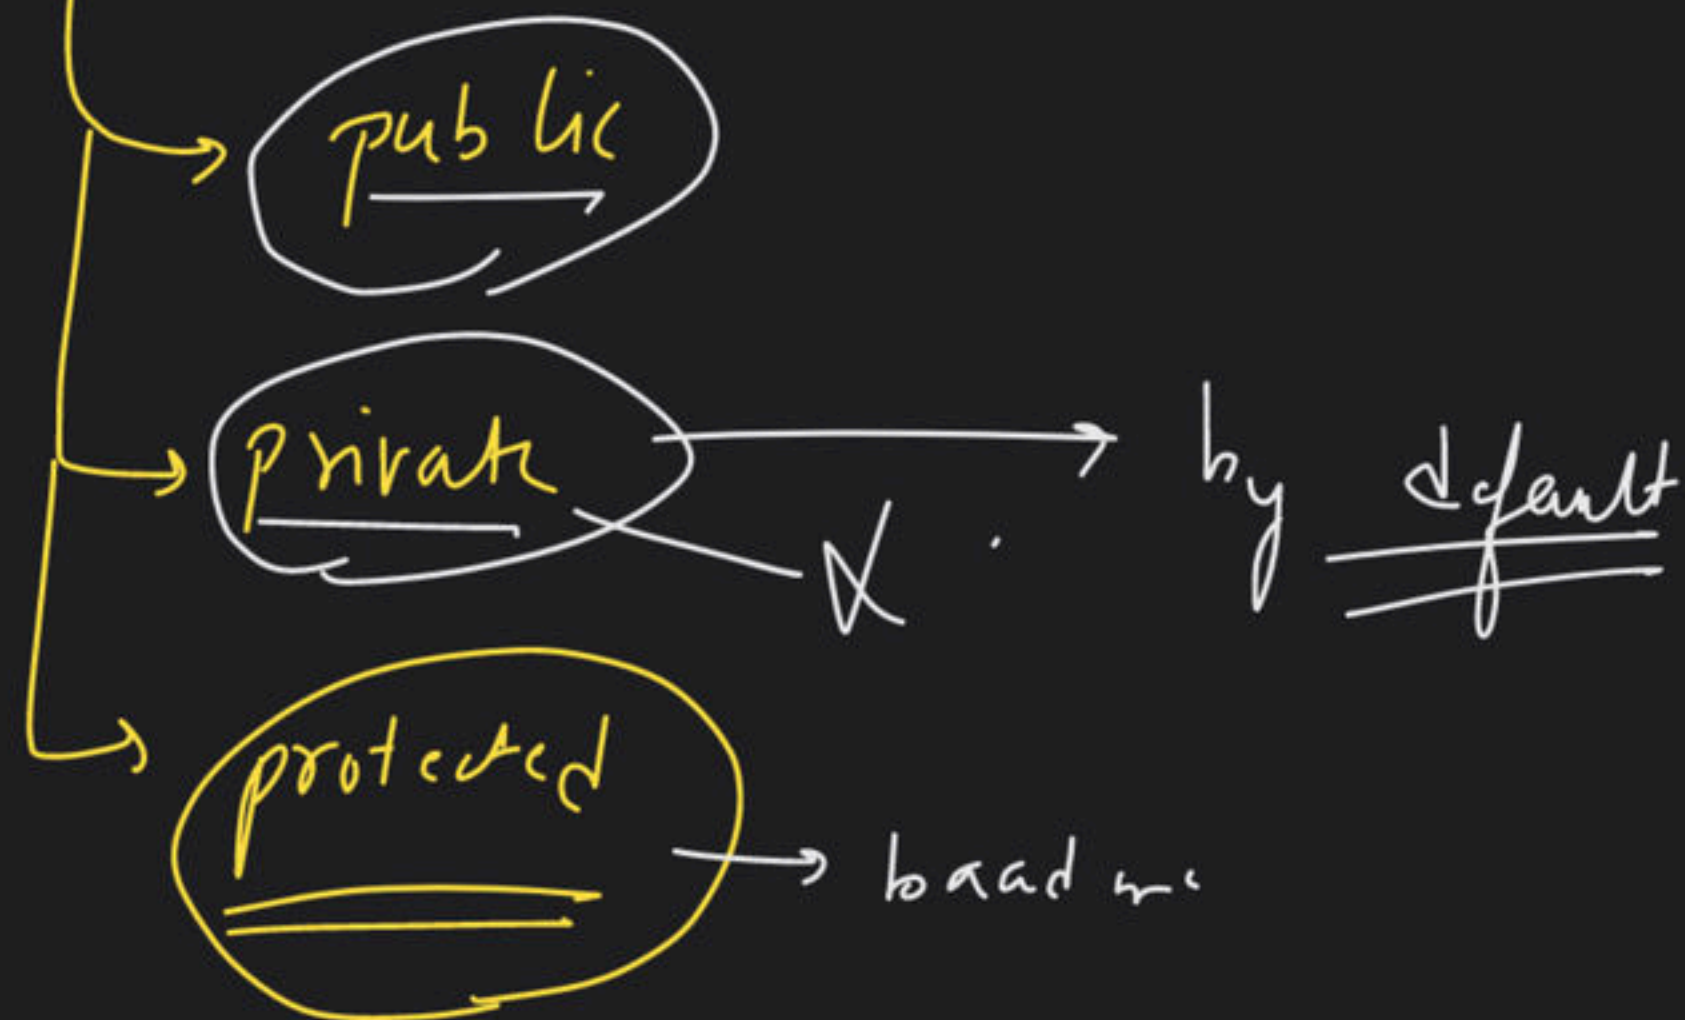 public
private
by default
protected
baad me